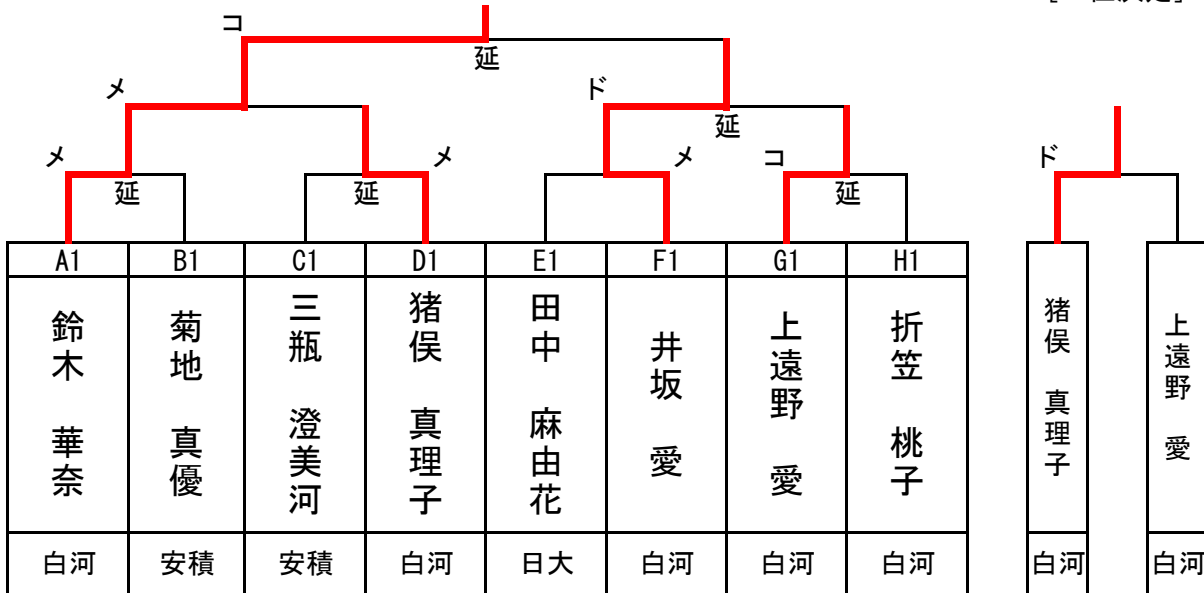 コ
延
メ
ド
延
メ
メ
メ
コ
ド
延
延
延
A1 B1 C1 D1 E1 F1 G1 H1
鈴木 華奈
菊地 真優
三瓶 澄美河
猪俣 真理子
田中 麻由花
井坂 愛
上遠野 愛
折笠 桃子
猪俣 真理子
上遠野 愛
白河 安積 安積 白河 日大 白河 白河 白河 白河 白河